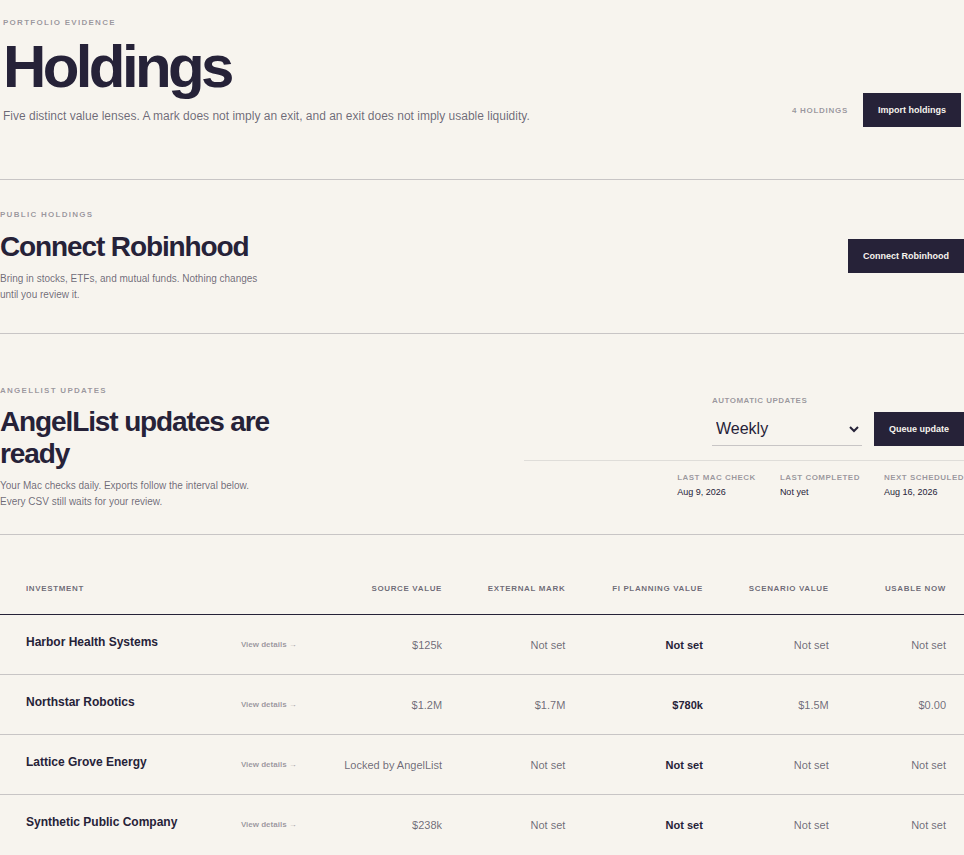 PORTFOLIO EVIDENCE
Holdings
Five distinct value lenses. A mark does not imply an exit, and an exit does not imply usable liquidity.
4 HOLDINGS
Import holdings
PUBLIC HOLDINGS
Connect Robinhood
Bring in stocks, ETFs, and mutual funds. Nothing changes
until you review it.
Connect Robinhood
ANGELLIST UPDATES
AngelList updates are
ready
Your Mac checks daily. Exports follow the interval below.
Every CSV still waits for your review.
AUTOMATIC UPDATES
Weekly
Queue update
LAST MAC CHECK LAST COMPLETED NEXT SCHEDULED
Aug 9, 2026 Not yet Aug 16, 2026
INVESTMENT SOURCE VALUE EXTERNAL MARK FI PLANNING VALUE SCENARIO VALUE USABLE NOW
Harbor Health Systems View details → $125k Not set Not set Not set Not set
Northstar Robotics View details → $1.2M $1.7M $780k $1.5M $0.00
Lattice Grove Energy View details → Locked by AngelList Not set Not set Not set Not set
Synthetic Public Company View details → $238k Not set Not set Not set Not set